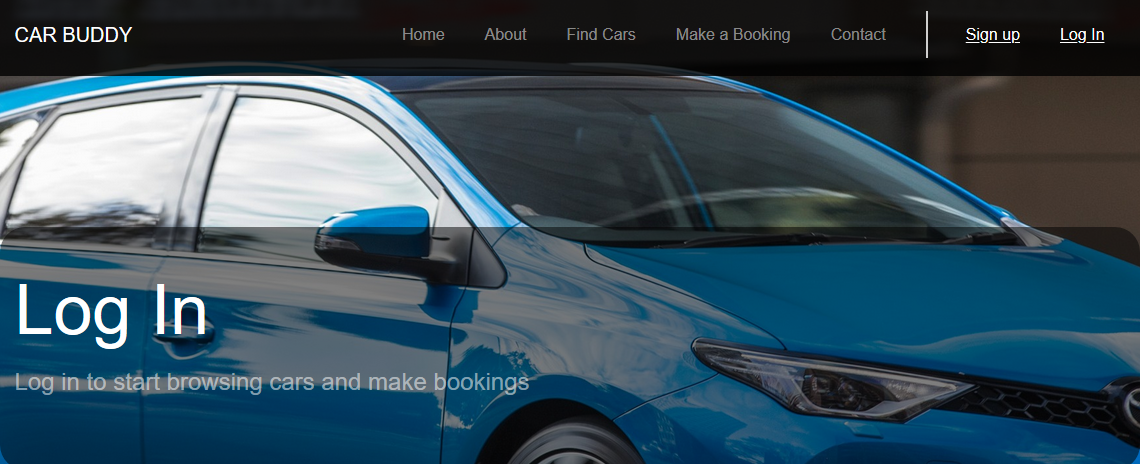 CAR BUDDY Home About Find Cars Make a Booking Contact Sign up Log In
Log In
Log in to start browsing cars and make bookings